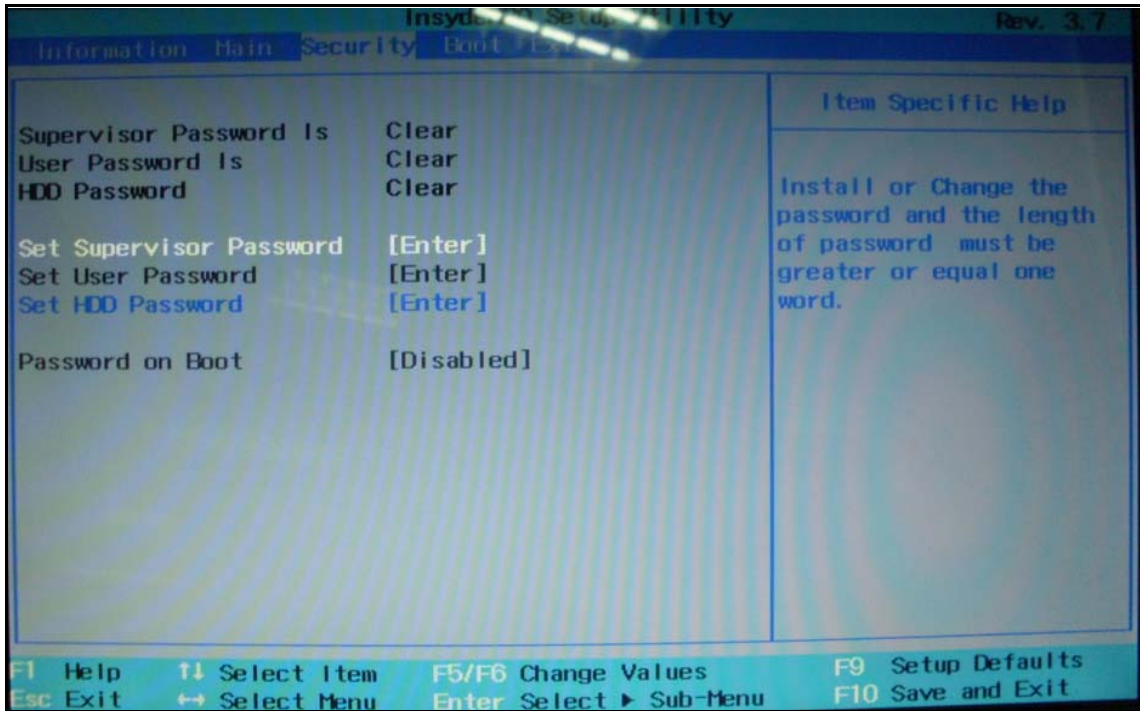 Setup Utility
Rev. 3.7
Information Main Security Boot
Item Specific Help
Supervisor Password Is Clear
User Password Is Clear
HDD Password Clear
Set Supervisor Password [Enter]
Set User Password [Enter]
Set HDD Password [Enter]
Password on Boot [Disabled]
Install or Change the
password and the length
of password must be
greater or equal one
word.
F1 Help ↑↓ Select Item F5/F6 Change Values F9 Setup Defaults
Esc Exit ↔ Select Menu Enter Select ▶ Sub-Menu F10 Save and Exit